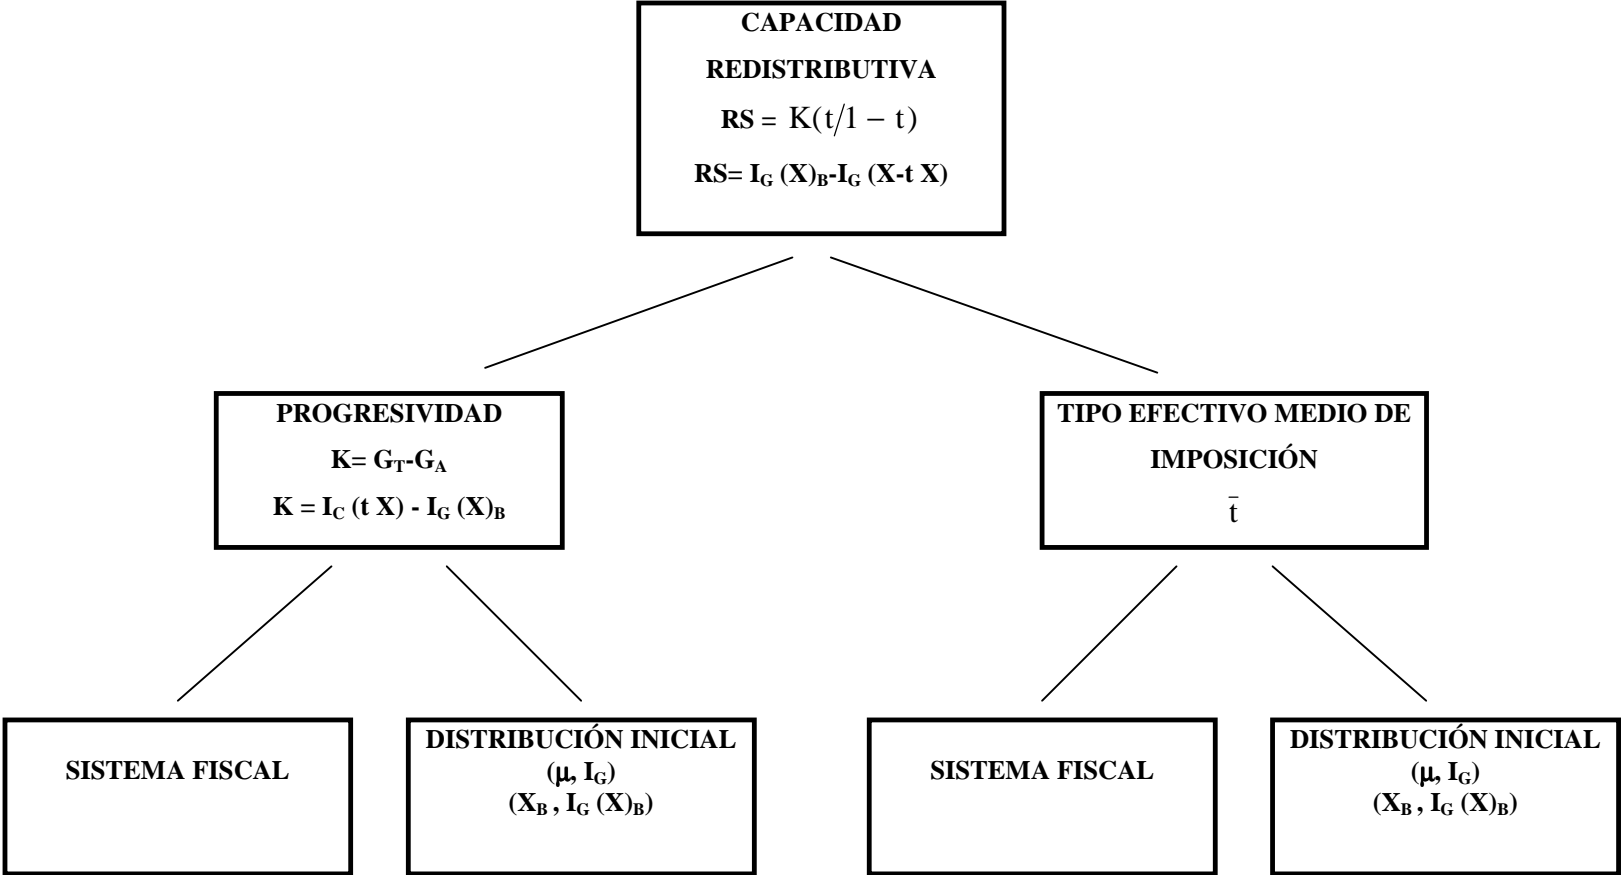 CAPACIDAD
REDISTRIBUTIVA
RS = K(t/1 − t)
RS= I_G (X)_B-I_G (X-t X)
PROGRESIVIDAD
K= G_T-G_A
K = I_C (t X) - I_G (X)_B
TIPO EFECTIVO MEDIO DE
IMPOSICIÓN
t̄
SISTEMA FISCAL
DISTRIBUCIÓN INICIAL
(μ, I_G)
(X_B , I_G (X)_B)
SISTEMA FISCAL
DISTRIBUCIÓN INICIAL
(μ, I_G)
(X_B , I_G (X)_B)